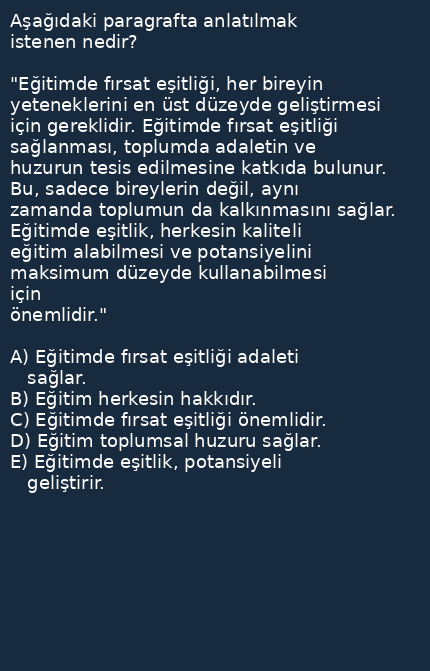 Aşağıdaki paragrafta anlatılmak
istenen nedir?
"Eğitimde fırsat eşitliği, her bireyin
yeteneklerini en üst düzeyde geliştirmesi
için gereklidir. Eğitimde fırsat eşitliği
sağlanması, toplumda adaletin ve
huzurun tesis edilmesine katkıda bulunur.
Bu, sadece bireylerin değil, aynı
zamanda toplumun da kalkınmasını sağlar.
Eğitimde eşitlik, herkesin kaliteli
eğitim alabilmesi ve potansiyelini
maksimum düzeyde kullanabilmesi
için
önemlidir."
A) Eğitimde fırsat eşitliği adaleti
sağlar.
B) Eğitim herkesin hakkıdır.
C) Eğitimde fırsat eşitliği önemlidir.
D) Eğitim toplumsal huzuru sağlar.
E) Eğitimde eşitlik, potansiyeli
geliştirir.